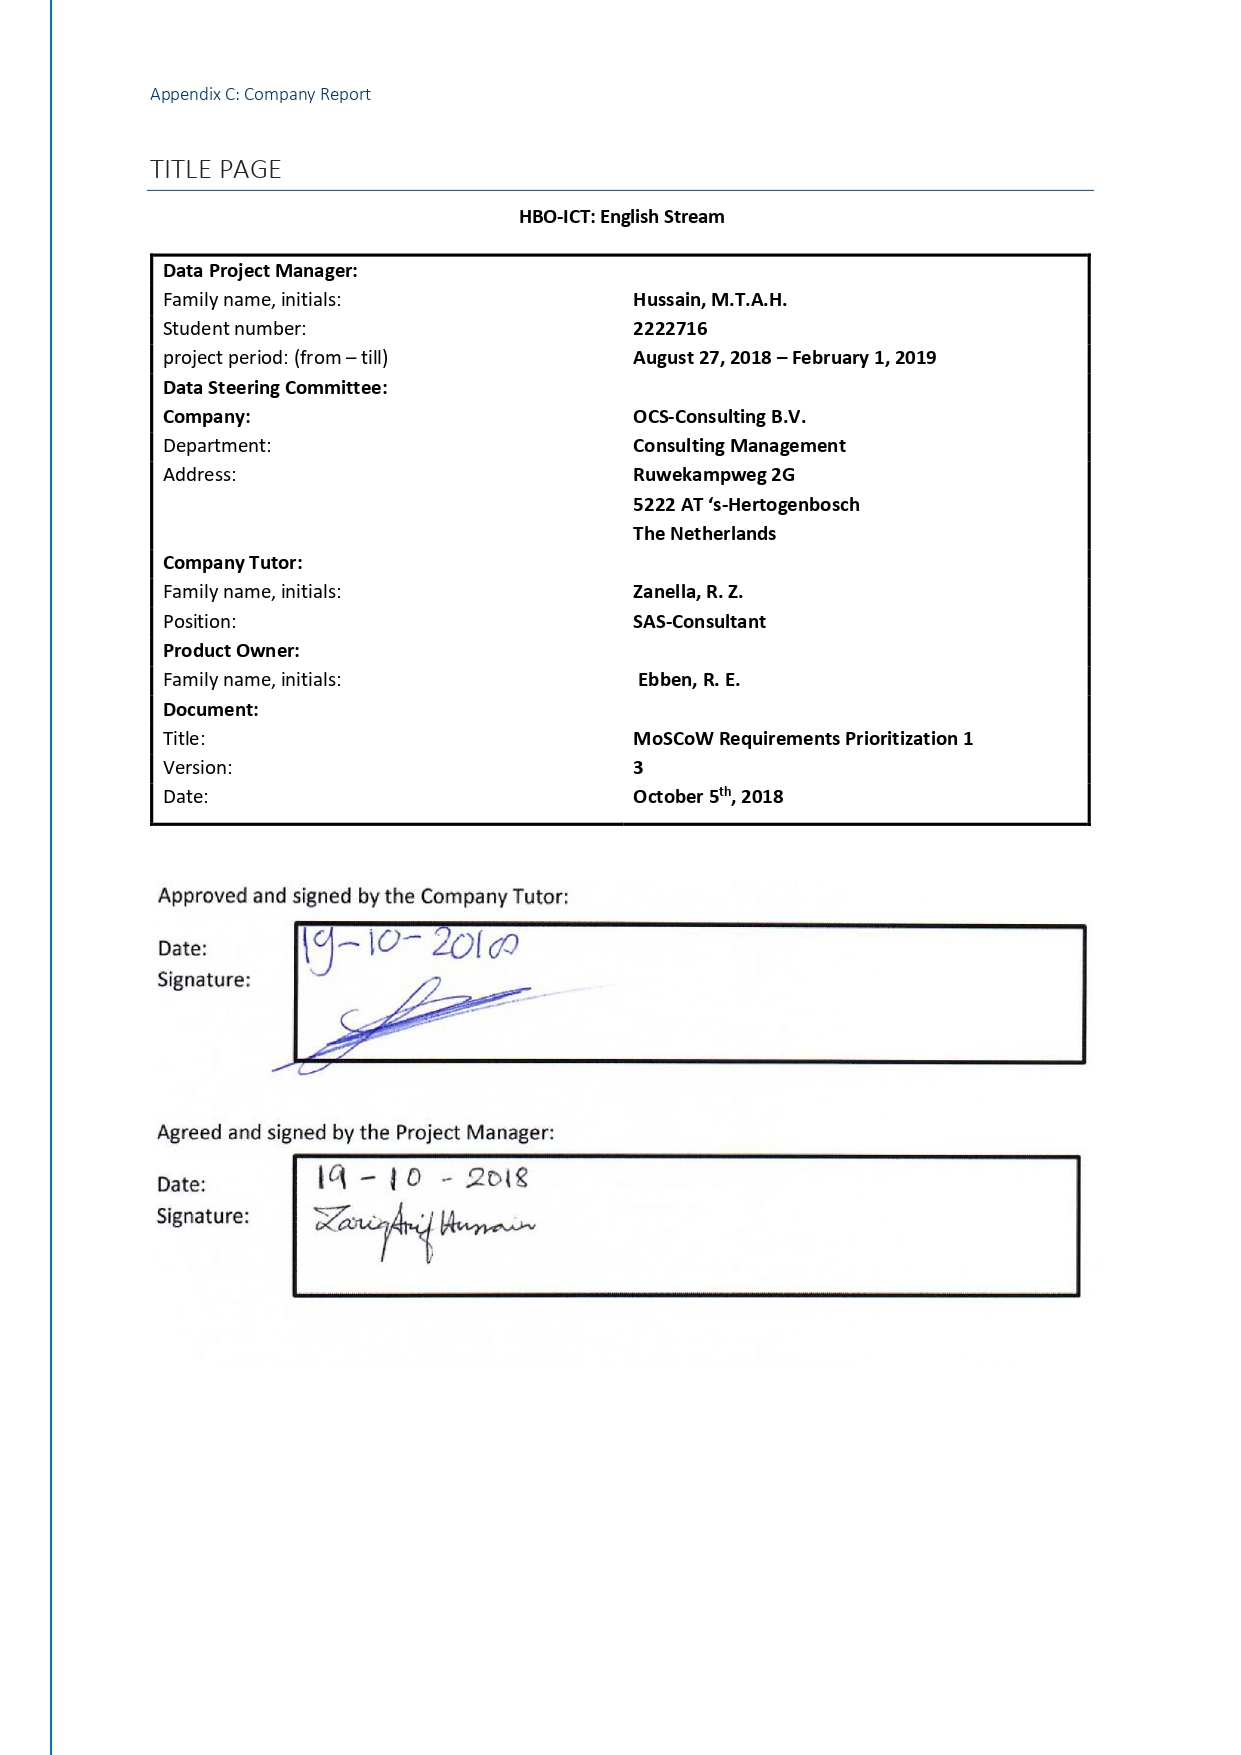 Appendix C: Company Report
TITLE PAGE
HBO-ICT: English Stream
Data Project Manager:
Family name, initials: Hussain, M.T.A.H.
Student number: 2222716
project period: (from – till) August 27, 2018 – February 1, 2019
Data Steering Committee:
Company: OCS-Consulting B.V.
Department: Consulting Management
Address: Ruwekampweg 2G
5222 AT ‘s-Hertogenbosch
The Netherlands
Company Tutor:
Family name, initials: Zanella, R. Z.
Position: SAS-Consultant
Product Owner:
Family name, initials: Ebben, R. E.
Document:
Title: MoSCoW Requirements Prioritization 1
Version: 3
Date: October 5th, 2018
Approved and signed by the Company Tutor:
Date: 19-10-2018
Signature:
Agreed and signed by the Project Manager:
Date: 19 - 10 - 2018
Signature: Tariq Arif Hussain